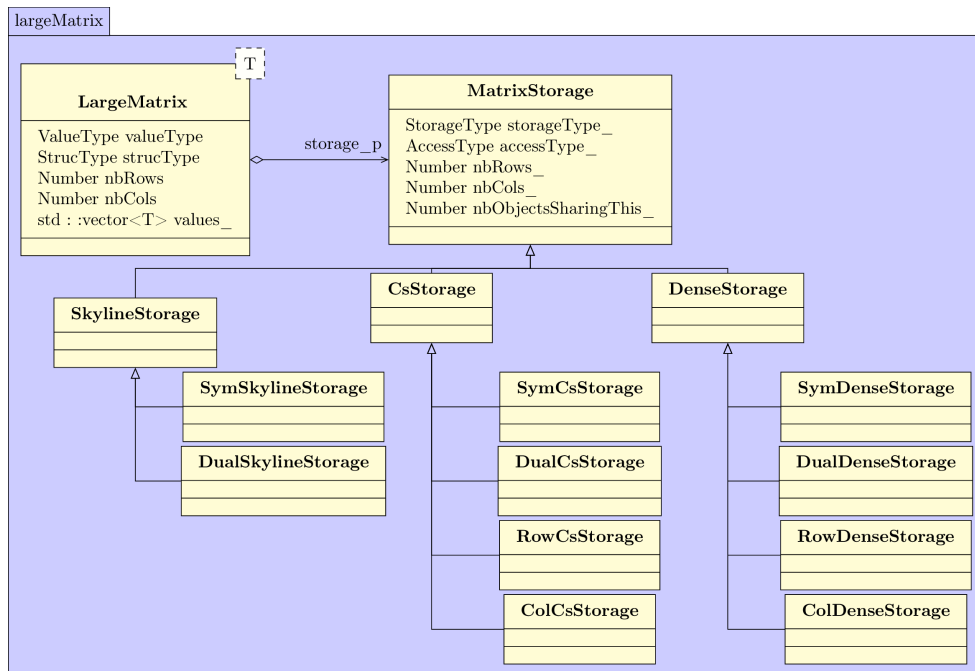 largeMatrix
T
LargeMatrix
ValueType valueType
StrucType strucType
Number nbRows
Number nbCols
std : :vector<T> values_
storage_p
MatrixStorage
StorageType storageType_
AccessType accessType_
Number nbRows_
Number nbCols_
Number nbObjectsSharingThis_
SkylineStorage
CsStorage
DenseStorage
SymSkylineStorage
DualSkylineStorage
SymCsStorage
DualCsStorage
RowCsStorage
ColCsStorage
SymDenseStorage
DualDenseStorage
RowDenseStorage
ColDenseStorage